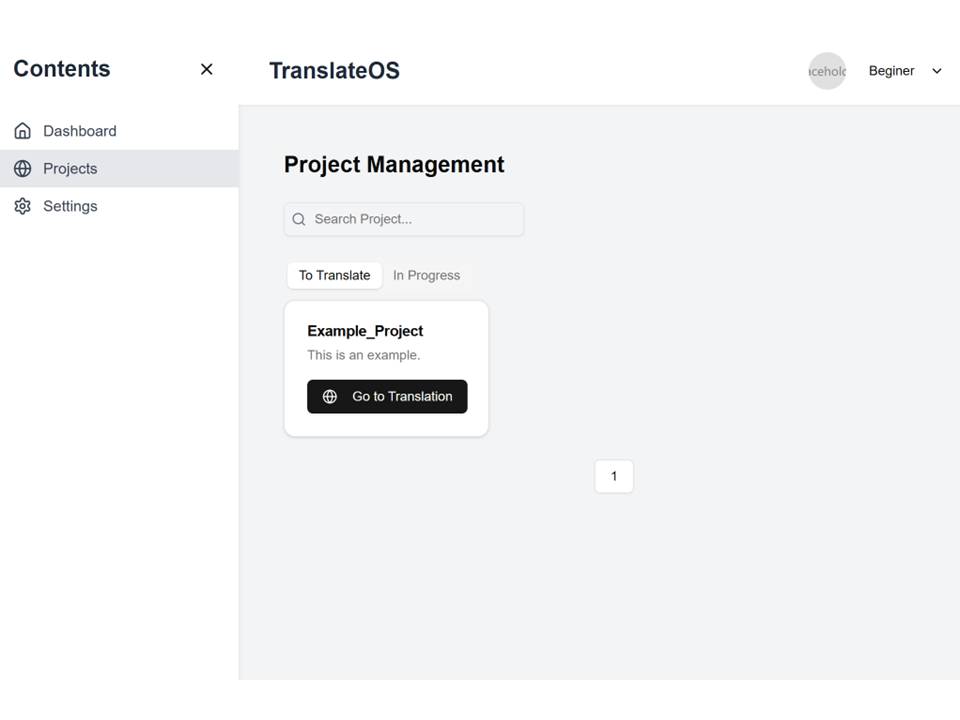 Contents
TranslateOS
Beginer
Dashboard
Projects
Settings
Project Management
Search Project...
To Translate
In Progress
Example_Project
This is an example.
Go to Translation
1